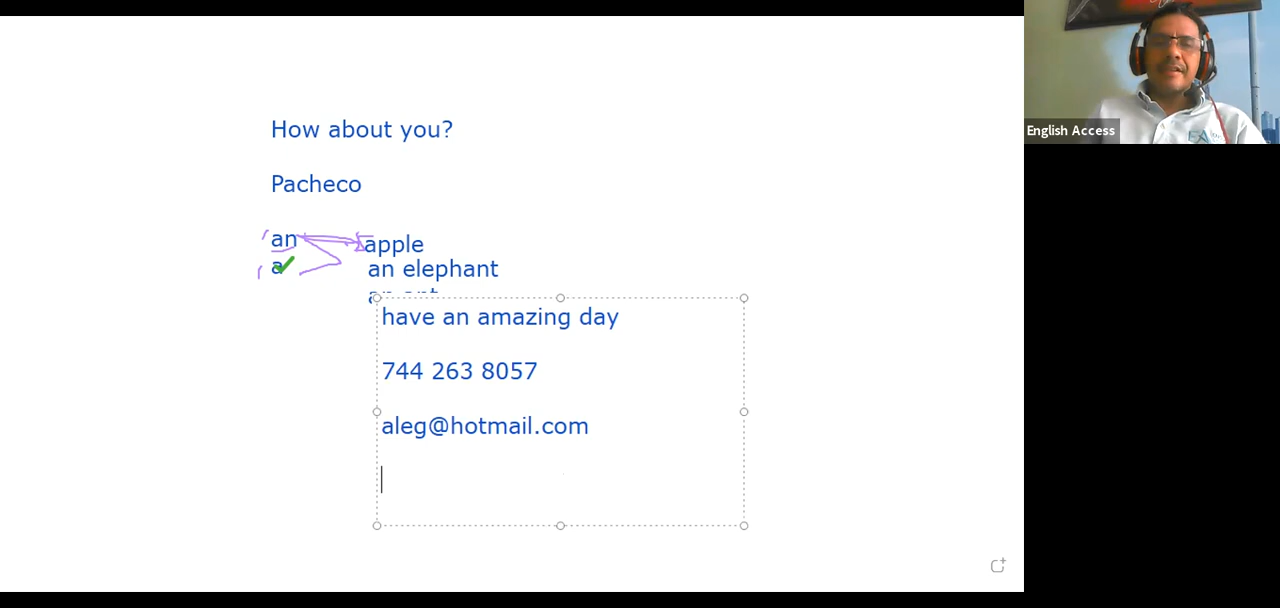 How about you?
Pacheco
an
a
apple
an elephant
have an amazing day
744 263 8057
aleg@hotmail.com
English Access
EA